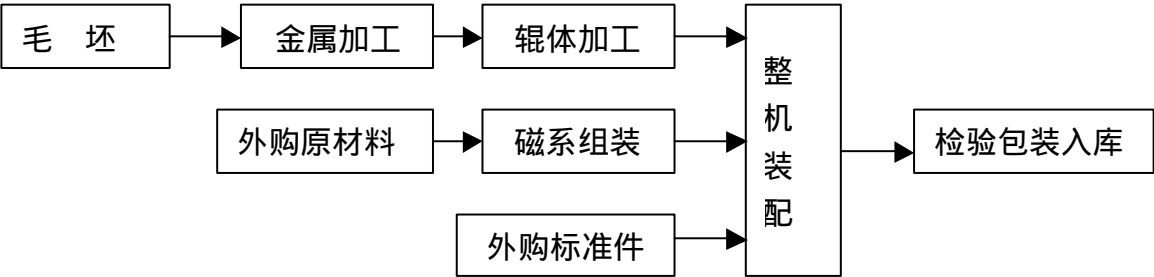 毛 坯
金属加工
辊体加工
整机装配
外购原材料
磁系组装
检验包装入库
外购标准件